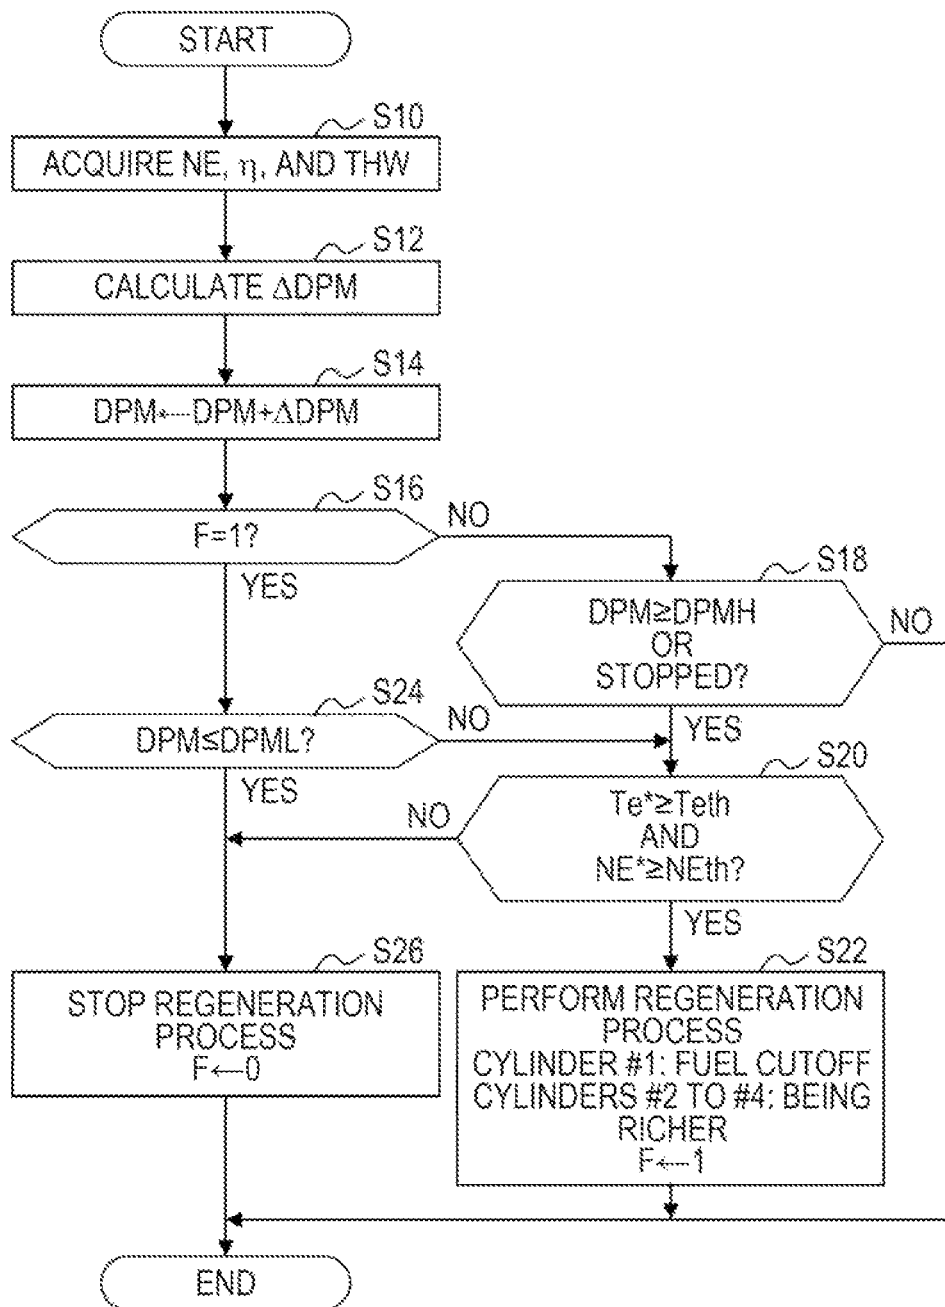 START
S10
ACQUIRE NE, η, AND THW
S12
CALCULATE ΔDPM
S14
DPM←DPM+ΔDPM
S16
F=1?
NO
YES
S18
DPM≥DPMH
OR
STOPPED?
NO
YES
S24
DPM≤DPML?
NO
YES
S20
Te*≥Teth
AND
NE*≥NEth?
NO
YES
S26
STOP REGENERATION
PROCESS
F←0
S22
PERFORM REGENERATION
PROCESS
CYLINDER #1: FUEL CUTOFF
CYLINDERS #2 TO #4: BEING
RICHER
F←1
END